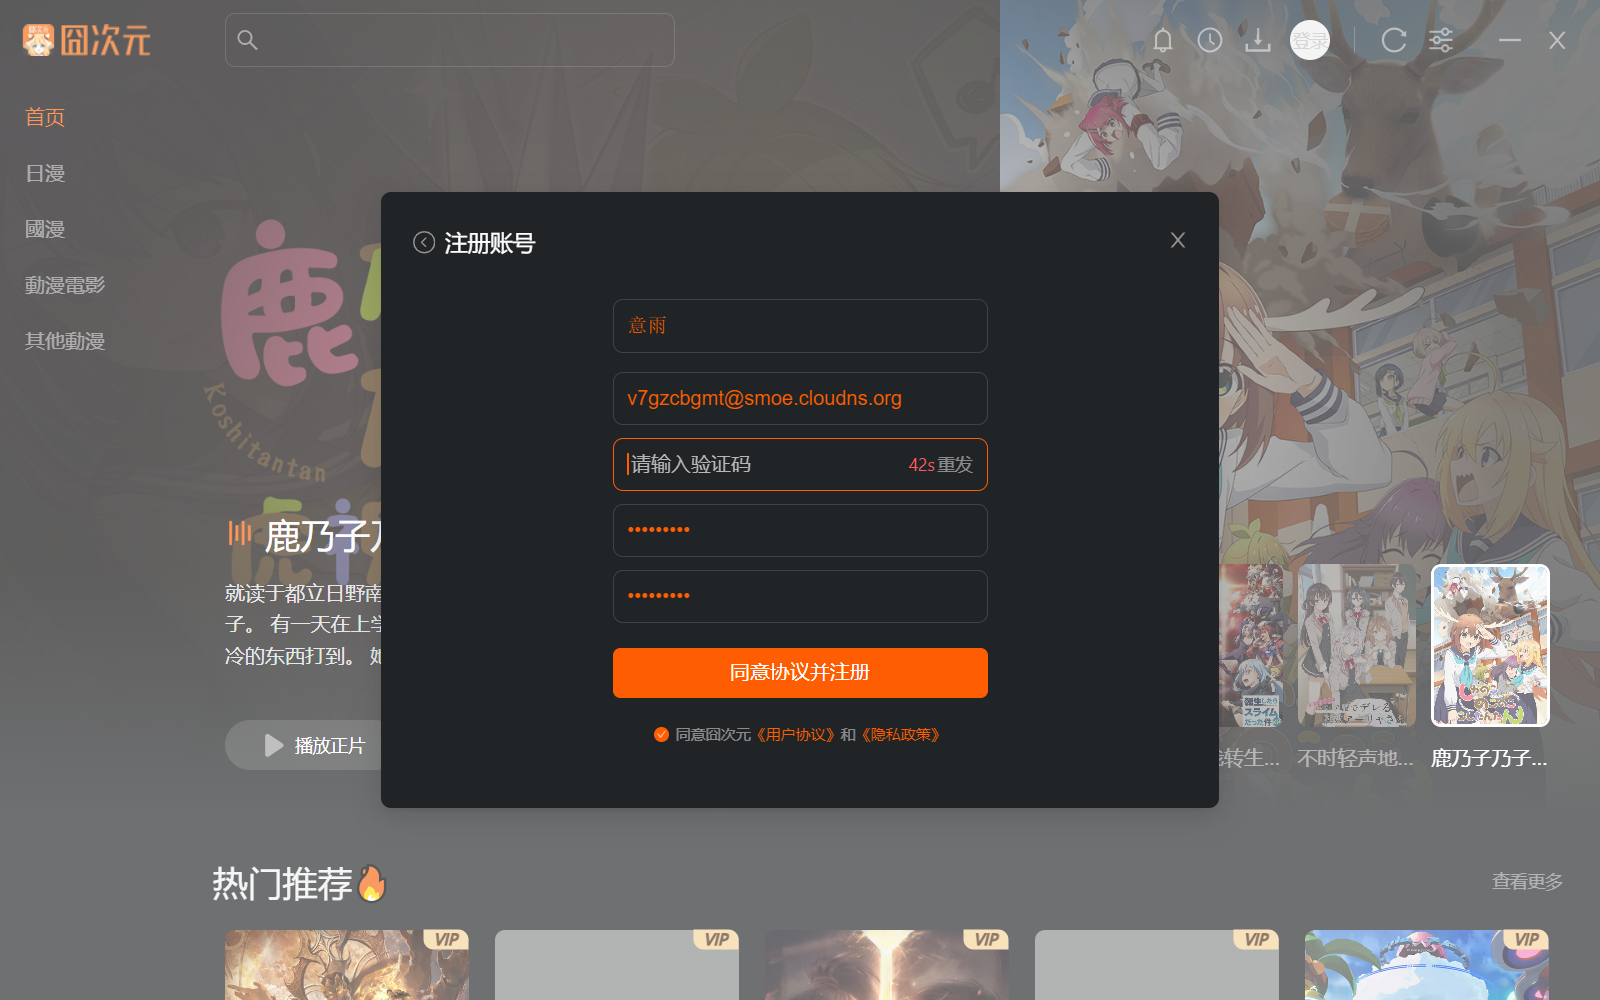 囧次元
登录
首页
日漫
國漫
動漫電影
其他動漫
注册账号
意雨
v7gzcbgmt@smoe.cloudns.org
请输入验证码
42s重发
•••••••••
•••••••••
同意协议并注册
同意囧次元《用户协议》和《隐私政策》
鹿
Koshitantan
虎視
鹿乃子乃
就读于都立日野南
子。 有一天在上学
冷的东西打到。 她
播放正片
转生...
不时轻声地...
鹿乃子乃子...
热门推荐🔥
查看更多
VIP
VIP
VIP
VIP
VIP